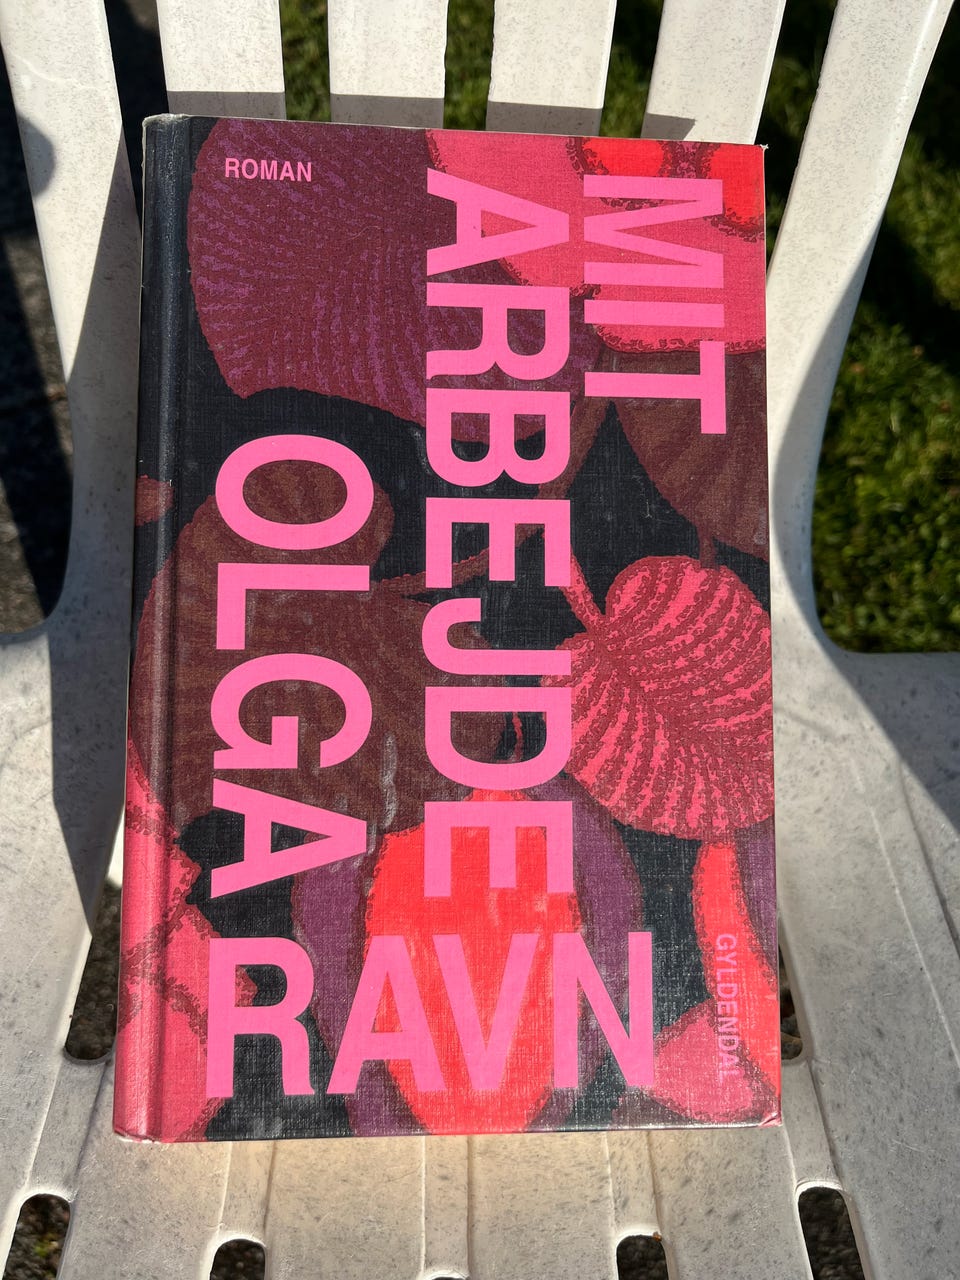 ROMAN
MIT
ARBEJDE
OLGA
RAVN
GYLDENDAL